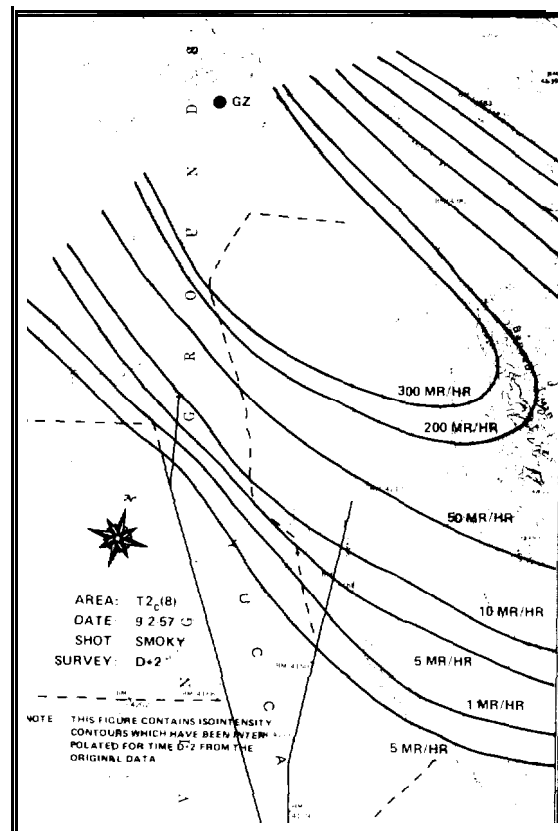 GZ
8
D
N
U
O
R
G
300 MR/HR
200 MR/HR
50 MR/HR
10 MR/HR
5 MR/HR
1 MR/HR
5 MR/HR
Y
U
C
C
A
AREA: T2c(8)
DATE: 9 2 57
SHOT SMOKY
SURVEY: D+2
NOTE THIS FIGURE CONTAINS ISOINTENSITY
CONTOURS WHICH HAVE BEEN INTER
POLATED FOR TIME D+2 FROM THE
ORIGINAL DATA